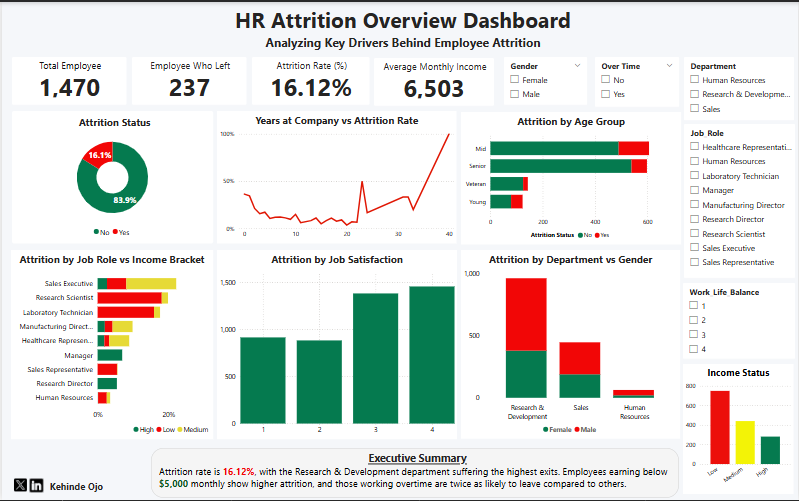 HR Attrition Overview Dashboard
Analyzing Key Drivers Behind Employee Attrition
Total Employee
1,470
Employee Who Left
237
Attrition Rate (%)
16.12%
Average Monthly Income
6,503
Gender
Female
Male
Over Time
No
Yes
Department
Human Resources
Research & Developme...
Sales
Attrition Status
16.1%
83.9%
No Yes
Years at Company vs Attrition Rate
100%
50%
0%
0 10 20 30 40
Attrition by Age Group
Mid
Senior
Veteran
Young
0 200 400 600
Attrition Status No Yes
Job Role
Healthcare Representati...
Human Resources
Laboratory Technician
Manager
Manufacturing Director
Research Director
Research Scientist
Sales Executive
Sales Representative
Attrition by Job Role vs Income Bracket
Sales Executive
Research Scientist
Laboratory Technician
Manufacturing Direct...
Healthcare Represen...
Manager
Sales Representative
Research Director
Human Resources
0% 20%
High Low Medium
Attrition by Job Satisfaction
1,500
1,000
500
0
1 2 3 4
Attrition by Department vs Gender
1,000
500
0
Research &
Development
Sales
Human
Resources
Female Male
Work Life Balance
1
2
3
4
Income Status
800
600
400
200
0
Low Medium High
X in Kehinde Ojo
Executive Summary
Attrition rate is 16.12%, with the Research & Development department suffering the highest exits. Employees earning below
$5,000 monthly show higher attrition, and those working overtime are twice as likely to leave compared to others.